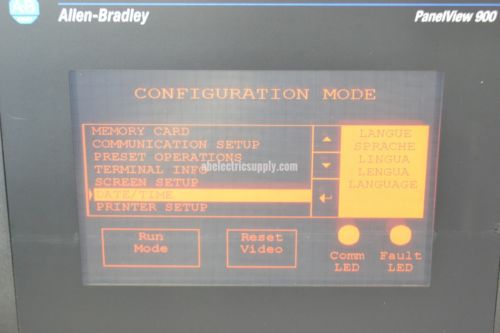 A-B
Allen-Bradley
PanelView 900
CONFIGURATION MODE
MEMORY CARD
COMMUNICATION SETUP
PRESET OPERATIONS
TERMINAL INFO
SCREEN SETUP
DATE/TIME
PRINTER SETUP
LANGUE
SPRACHE
LINGUA
LENGUA
LANGUAGE
abelectricsupply.com
Run
Mode
Reset
Video
Comm
LED
Fault
LED